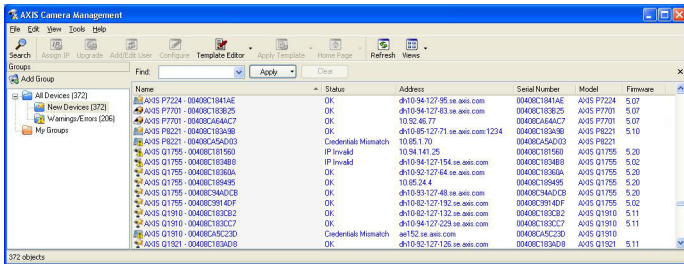 AXIS Camera Management
File Edit View Tools Help
Search Assign IP Upgrade Add/Edit User Configure Template Editor Apply Template Home Page Refresh Views
Groups
Add Group
All Devices (372)
New Devices (372)
Warnings/Errors (206)
My Groups
Find: Apply Clear
Name Status Address Serial Number Model Firmware
AXIS P7224 - 00408C1841AE OK dh10-94-127-95.se.axis.com 00408C1841AE AXIS P7224 5.07
AXIS P7701 - 00408C183B25 OK dh10-94-127-83.se.axis.com 00408C183B25 AXIS P7701 5.07
AXIS P7701 - 00408CA64AC7 OK 10.92.46.77 00408CA64AC7 AXIS P7701 5.07
AXIS P8221 - 00408C183A9B OK dh10-85-127-71.se.axis.com:1234 00408C183A9B AXIS P8221 5.10
AXIS P8221 - 00408CA5AD03 Credentials Mismatch 10.85.1.70 00408CA5AD03 AXIS P8221
AXIS Q1755 - 00408C181560 IP Invalid 10.94.141.25 00408C181560 AXIS Q1755 5.20
AXIS Q1755 - 00408C1834B8 IP Invalid dh10-94-127-154.se.axis.com 00408C1834B8 AXIS Q1755 5.02
AXIS Q1755 - 00408C18360A OK dh10-92-127-64.se.axis.com 00408C18360A AXIS Q1755 5.20
AXIS Q1755 - 00408C189495 OK 10.85.24.4 00408C189495 AXIS Q1755 5.20
AXIS Q1755 - 00408C94ADCB OK dh10-93-127-48.se.axis.com 00408C94ADCB AXIS Q1755 5.20
AXIS Q1755 - 00408C9914DF OK dh10-82-127-192.se.axis.com 00408C9914DF AXIS Q1755 5.02
AXIS Q1910 - 00408C183CB2 OK dh10-82-127-132.se.axis.com 00408C183CB2 AXIS Q1910 5.11
AXIS Q1910 - 00408C183CC7 OK dh10-94-127-229.se.axis.com 00408C183CC7 AXIS Q1910 5.11
AXIS Q1910 - 00408CA5C23D Credentials Mismatch ae152.se.axis.com 00408CA5C23D AXIS Q1910
AXIS Q1921 - 00408C183AD8 OK dh10-92-127-126.se.axis.com 00408C183AD8 AXIS Q1921 5.11
372 objects